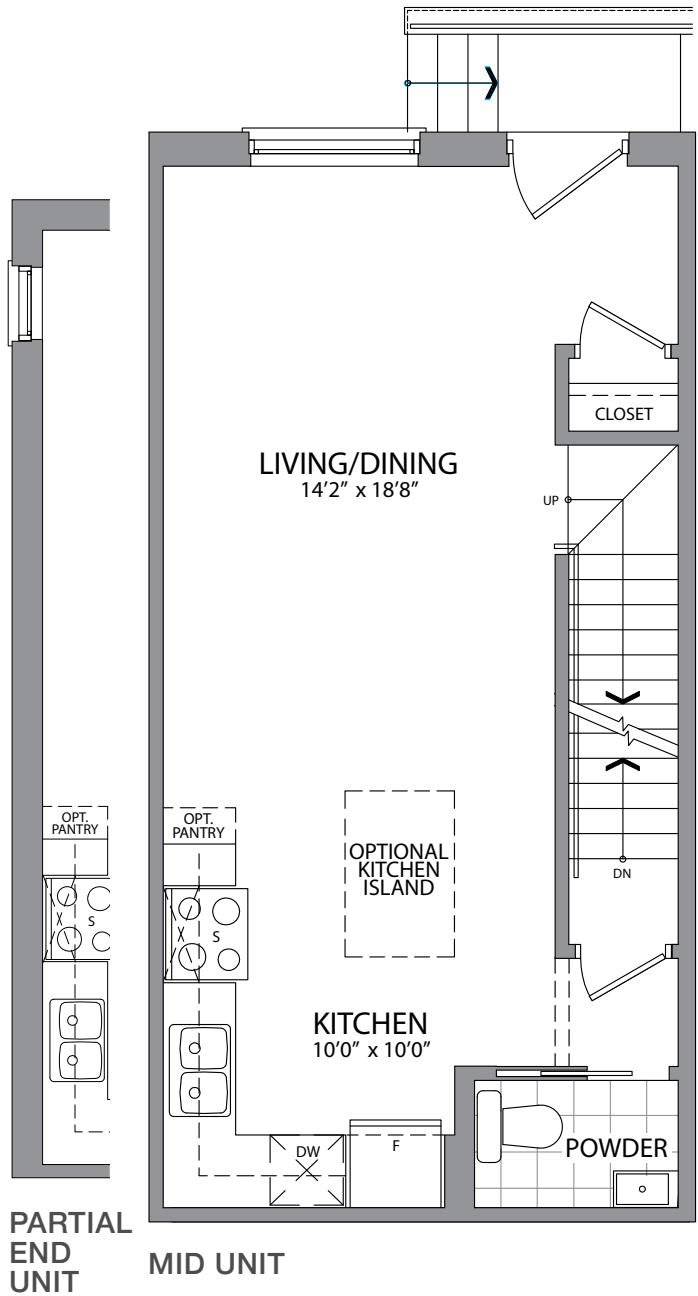 CLOSET
LIVING/DINING
14'2" x 18'8"
UP
OPT.
PANTRY
OPT.
PANTRY
OPTIONAL
KITCHEN
ISLAND
DN
S
S
KITCHEN
10'0" x 10'0"
DW
F
POWDER
PARTIAL
END
UNIT
MID UNIT